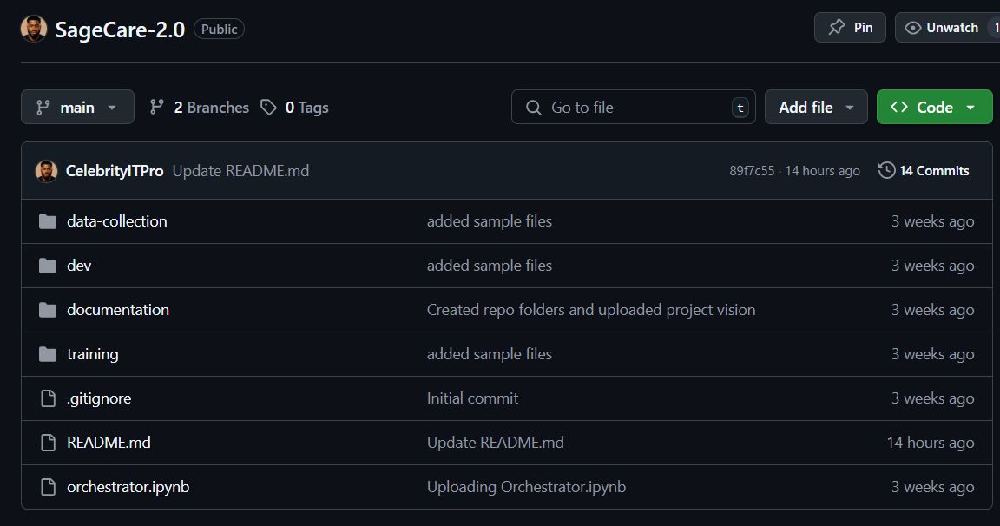 SageCare-2.0 Public Pin Unwatch 1
main 2 Branches 0 Tags Go to file t Add file Code
CelebrityITPro Update README.md 89f7c55 · 14 hours ago 14 Commits
data-collection added sample files 3 weeks ago
dev added sample files 3 weeks ago
documentation Created repo folders and uploaded project vision 3 weeks ago
training added sample files 3 weeks ago
.gitignore Initial commit 3 weeks ago
README.md Update README.md 14 hours ago
orchestrator.ipynb Uploading Orchestrator.ipynb 3 weeks ago